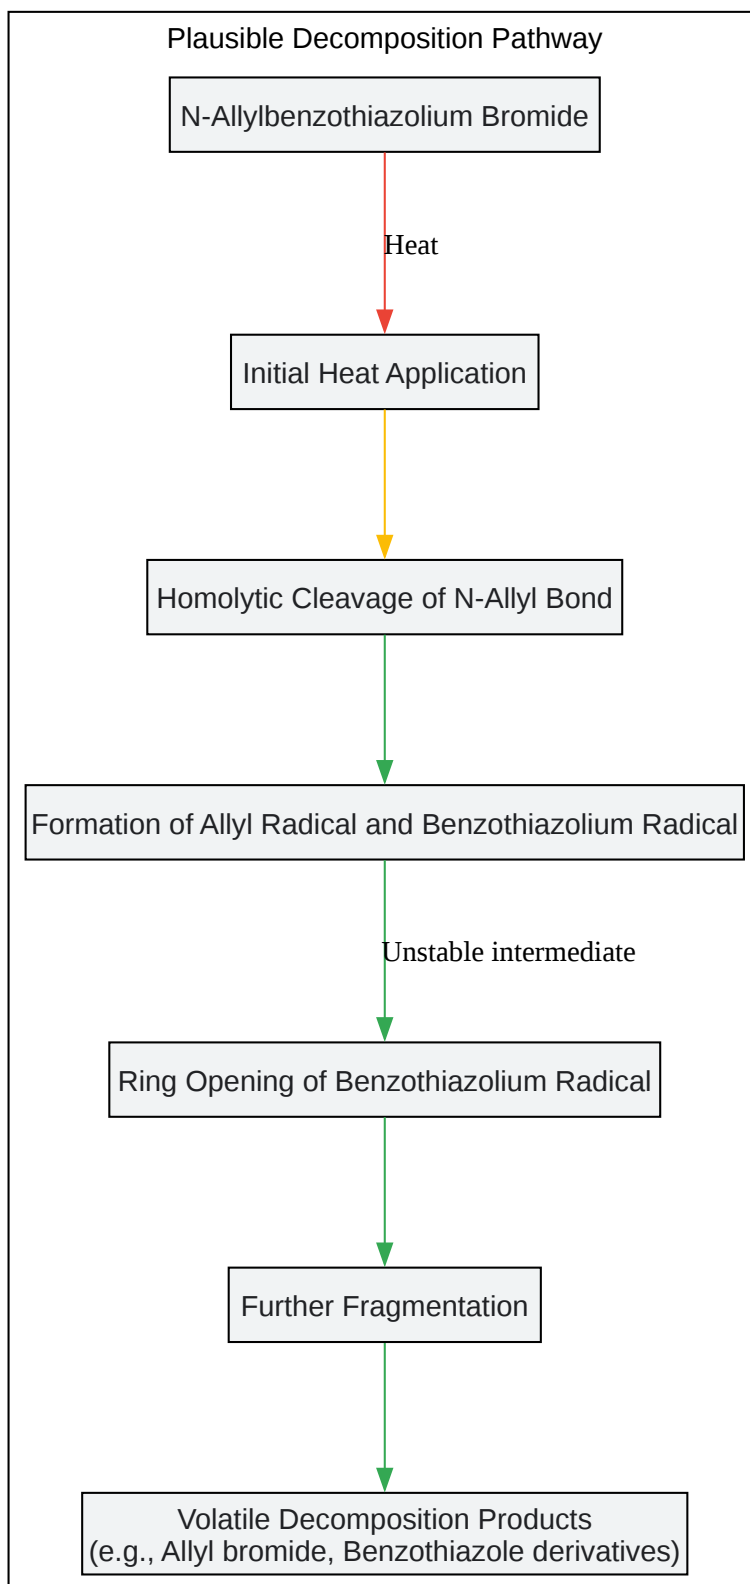 Plausible Decomposition Pathway
N-Allylbenzothiazolium Bromide
Heat
Initial Heat Application
Homolytic Cleavage of N-Allyl Bond
Formation of Allyl Radical and Benzothiazolium Radical
Unstable intermediate
Ring Opening of Benzothiazolium Radical
Further Fragmentation
Volatile Decomposition Products
(e.g., Allyl bromide, Benzothiazole derivatives)